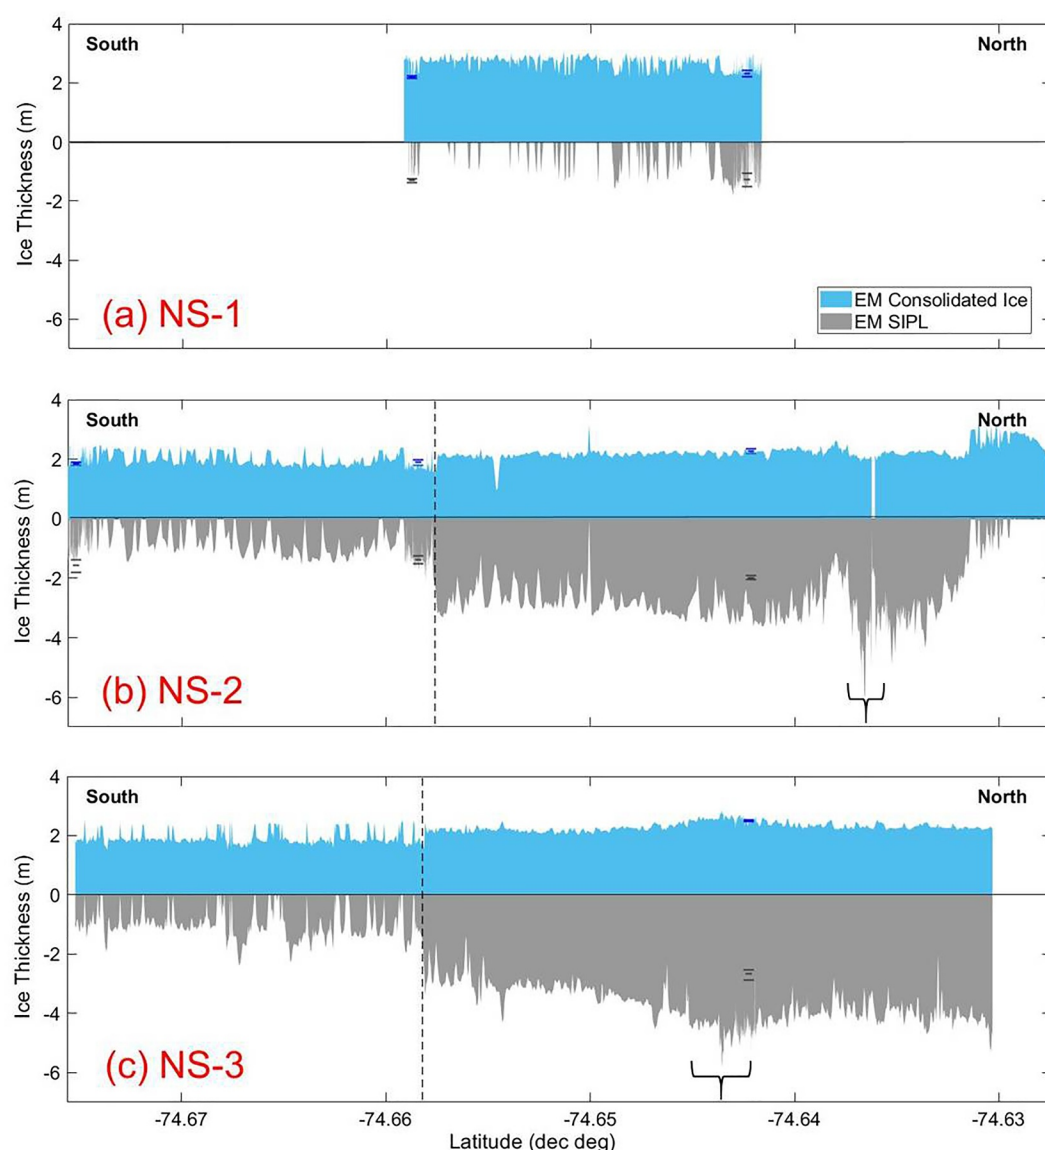 4
South
North
2
0
-2
-4
-6
Ice Thickness (m)
(a) NS-1
EM Consolidated Ice
EM SIPL
4
South
North
2
0
-2
-4
-6
Ice Thickness (m)
(b) NS-2
4
South
North
2
0
-2
-4
-6
Ice Thickness (m)
(c) NS-3
-74.67 -74.66 -74.65 -74.64 -74.63
Latitude (dec deg)